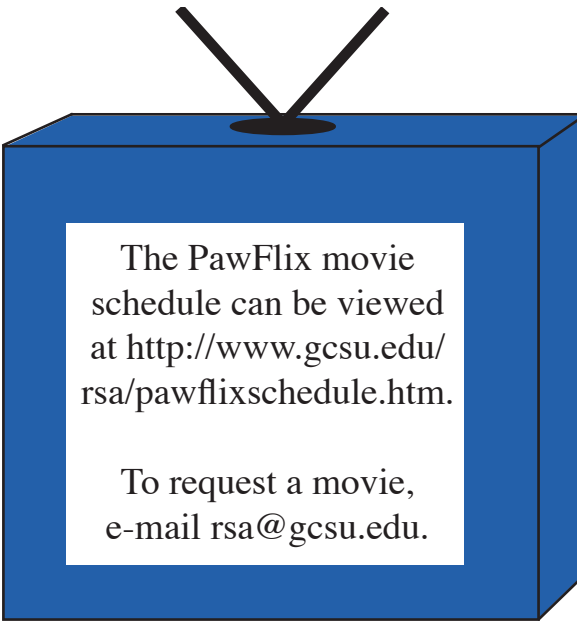 The PawFlix movie
schedule can be viewed
at http://www.gcsu.edu/
rsa/pawflixschedule.htm.
To request a movie,
e-mail rsa@gcsu.edu.